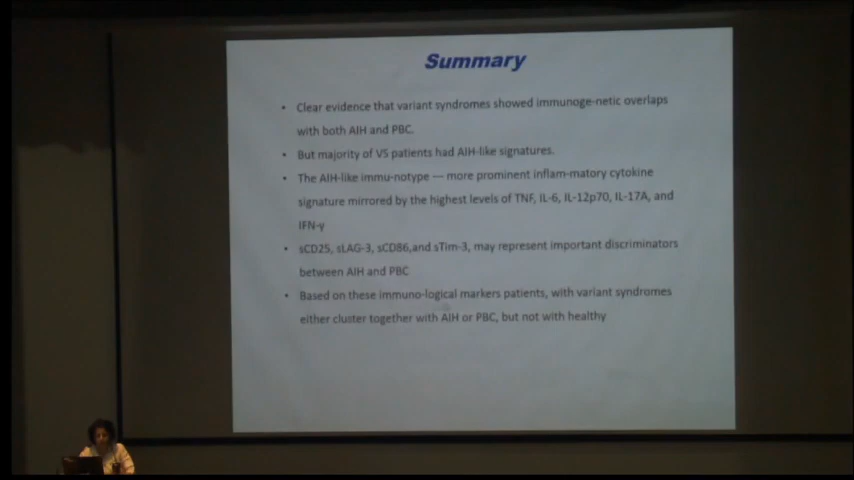 Summary
• Clear evidence that variant syndromes showed immunoge-netic overlaps
with both AIH and PBC.
• But majority of VS patients had AIH-like signatures.
• The AIH-like immu-notype --- more prominent inflam-matory cytokine
signature mirrored by the highest levels of TNF, IL-6, IL-12p70, IL-17A, and
IFN-γ
• sCD25, sLAG-3, sCD86,and sTim-3, may represent important discriminators
between AIH and PBC
• Based on these immuno-logical markers patients, with variant syndromes
either cluster together with AIH or PBC, but not with healthy